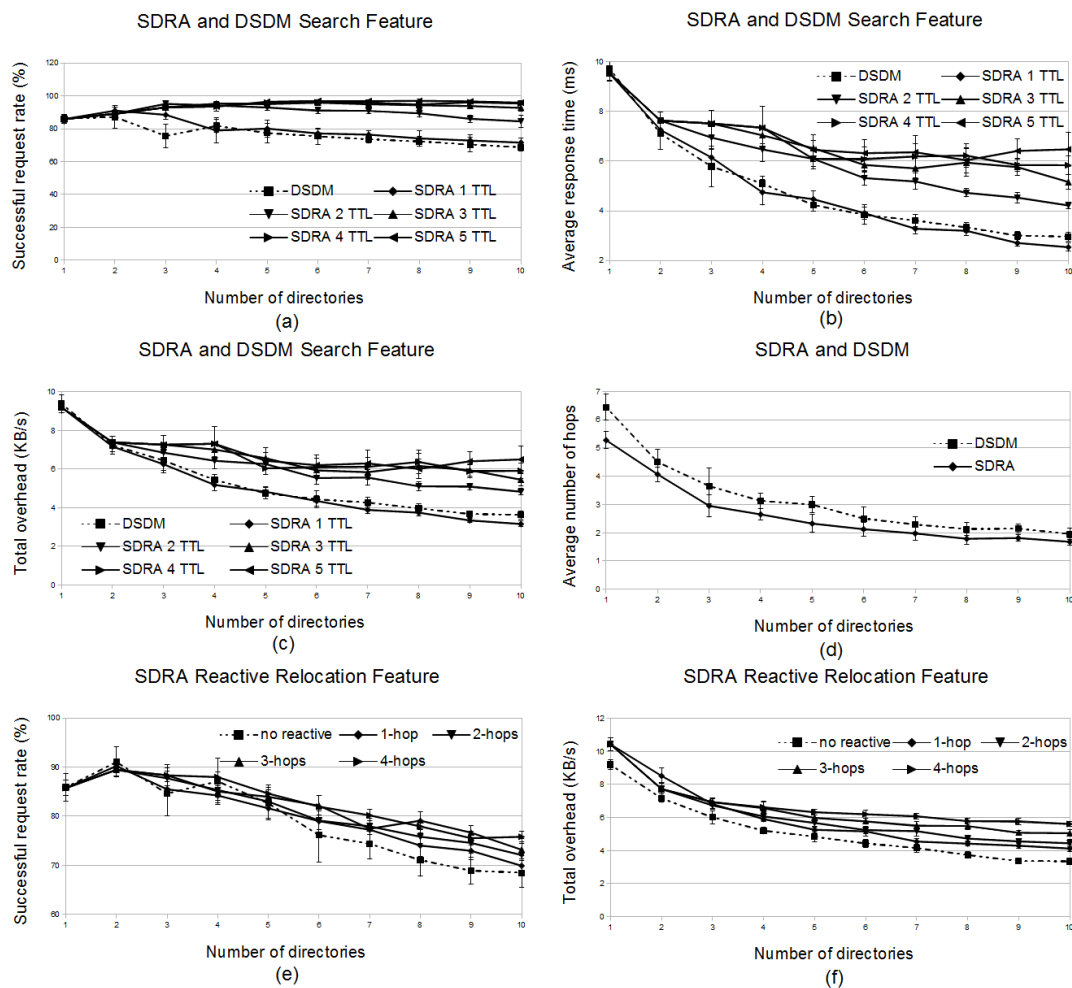 SDRA and DSDM Search Feature
Successful request rate (%)
120
100
80
60
40
20
0
DSDM
SDRA 1 TTL
SDRA 2 TTL
SDRA 3 TTL
SDRA 4 TTL
SDRA 5 TTL
1 2 3 4 5 6 7 8 9 10
Number of directories
(a)
SDRA and DSDM Search Feature
Average response time (ms)
10
8
6
4
2
DSDM
SDRA 1 TTL
SDRA 2 TTL
SDRA 3 TTL
SDRA 4 TTL
SDRA 5 TTL
1 2 3 4 5 6 7 8 9 10
Number of directories
(b)
SDRA and DSDM Search Feature
Total overhead (KB/s)
10
8
6
4
2
0
DSDM
SDRA 1 TTL
SDRA 2 TTL
SDRA 3 TTL
SDRA 4 TTL
SDRA 5 TTL
1 2 3 4 5 6 7 8 9 10
Number of directories
(c)
SDRA and DSDM
Average number of hops
7
6
5
4
3
2
1
0
DSDM
SDRA
1 2 3 4 5 6 7 8 9 10
Number of directories
(d)
SDRA Reactive Relocation Feature
Successful request rate (%)
100
90
80
70
60
no reactive
1-hop
2-hops
3-hops
4-hops
1 2 3 4 5 6 7 8 9 10
Number of directories
(e)
SDRA Reactive Relocation Feature
Total overhead (KB/s)
12
10
8
6
4
2
0
no reactive
1-hop
2-hops
3-hops
4-hops
1 2 3 4 5 6 7 8 9 10
Number of directories
(f)